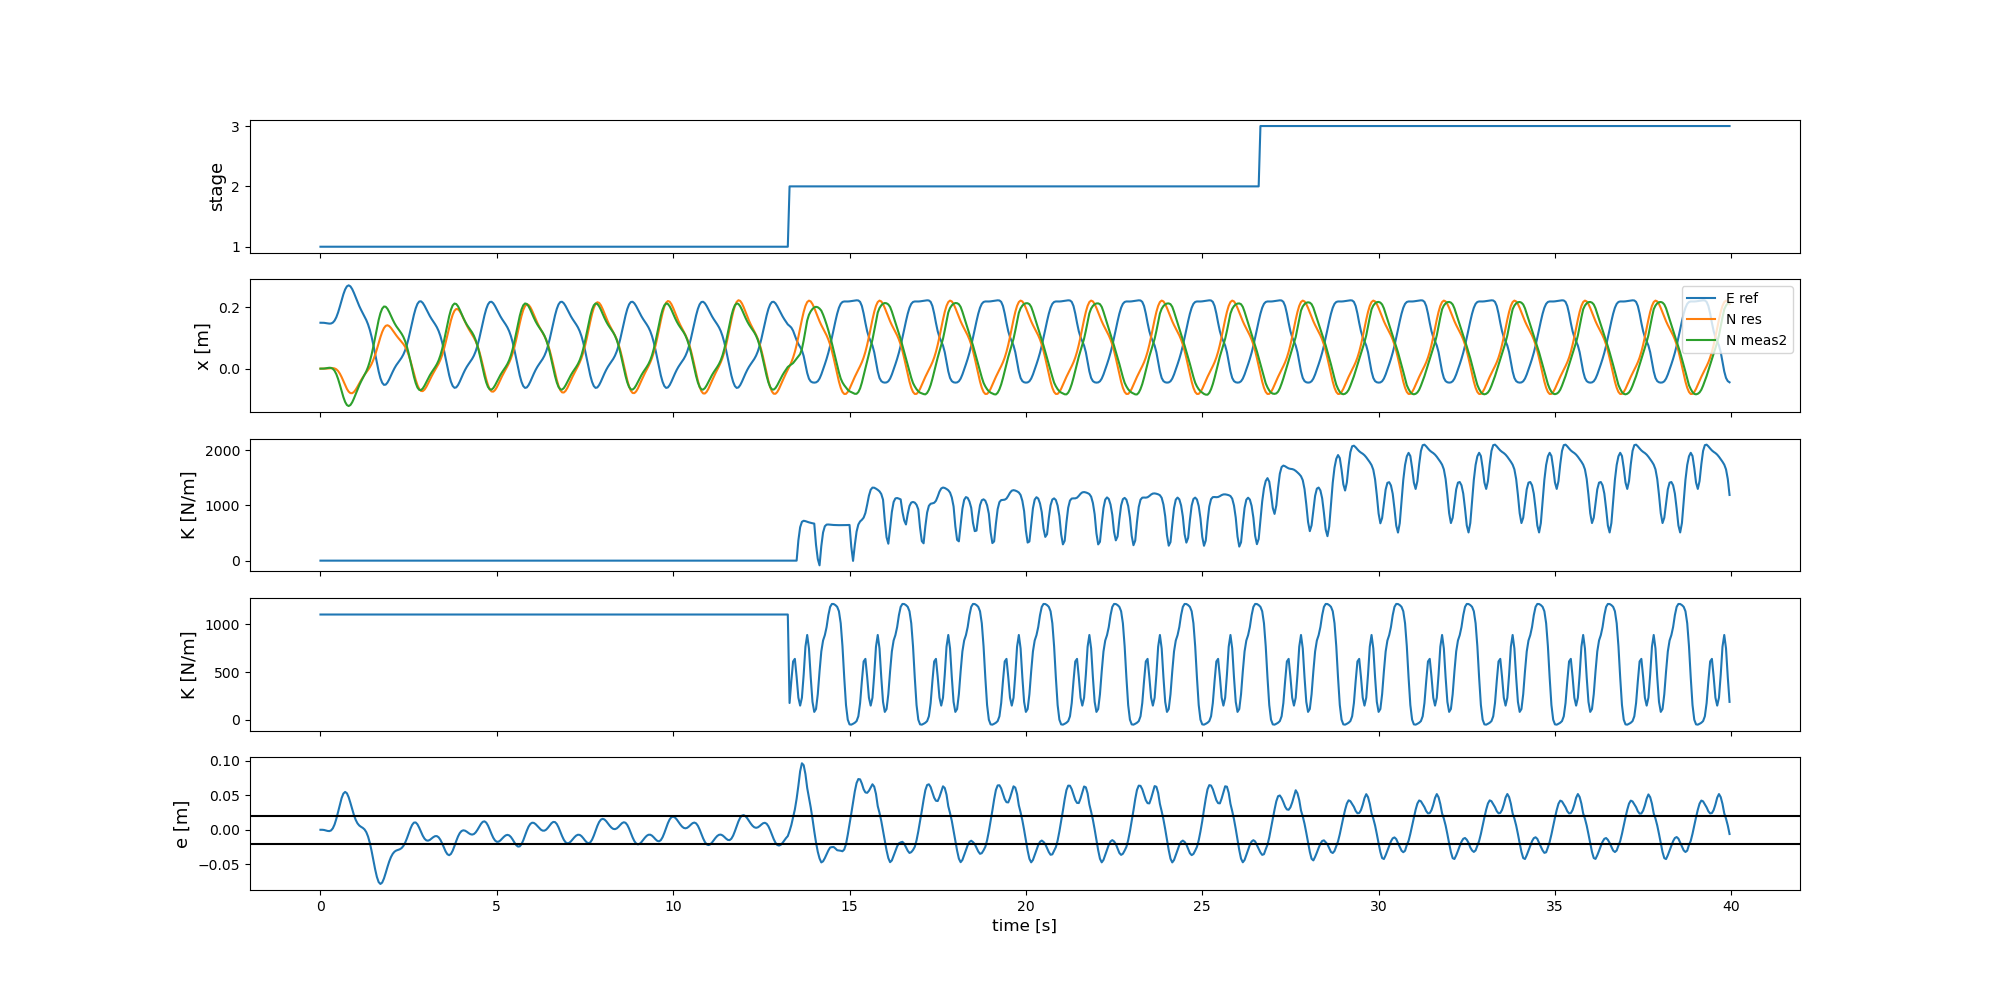 3
2
1
stage
0.2
0.0
x [m]
E ref
N res
N meas2
2000
1000
0
K [N/m]
1000
500
0
K [N/m]
0.10
0.05
0.00
−0.05
e [m]
0 5 10 15 20 25 30 35 40
time [s]